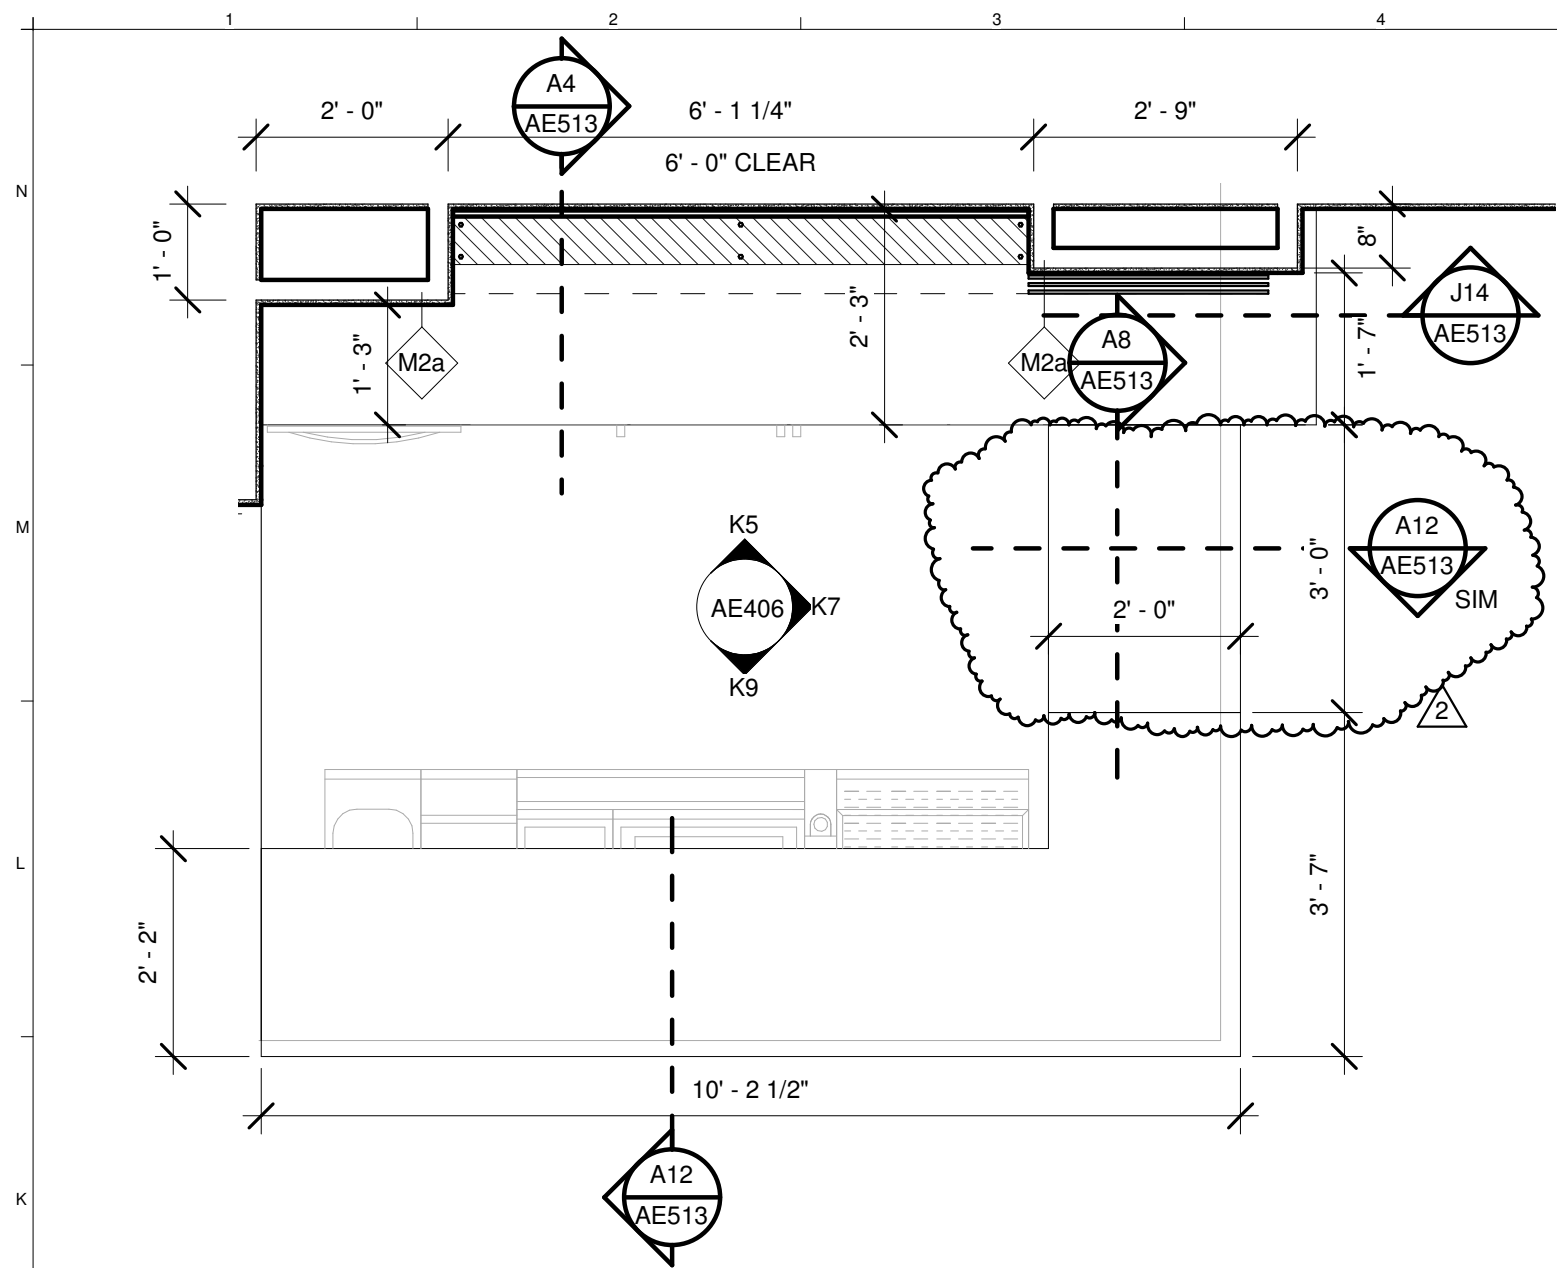 1 2 3 4
A4
AE513
2' - 0" 6' - 1 1/4" 2' - 9"
6' - 0" CLEAR
N
1' - 0"
8"
J14
AE513
2' - 3"
1' - 3"
1' - 7"
M2a
M2a
A8
AE513
M
K5
AE406
K7
K9
A12
AE513
SIM
3' - 0"
2' - 0"
2
L
3' - 7"
2' - 2"
10' - 2 1/2"
A12
AE513
K